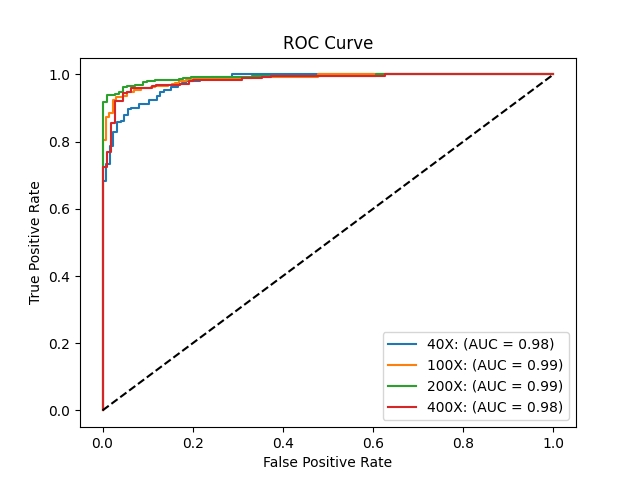 ROC Curve
1.0
0.8
0.6
0.4
0.2
0.0
True Positive Rate
40X: (AUC = 0.98)
100X: (AUC = 0.99)
200X: (AUC = 0.99)
400X: (AUC = 0.98)
0.0 0.2 0.4 0.6 0.8 1.0
False Positive Rate